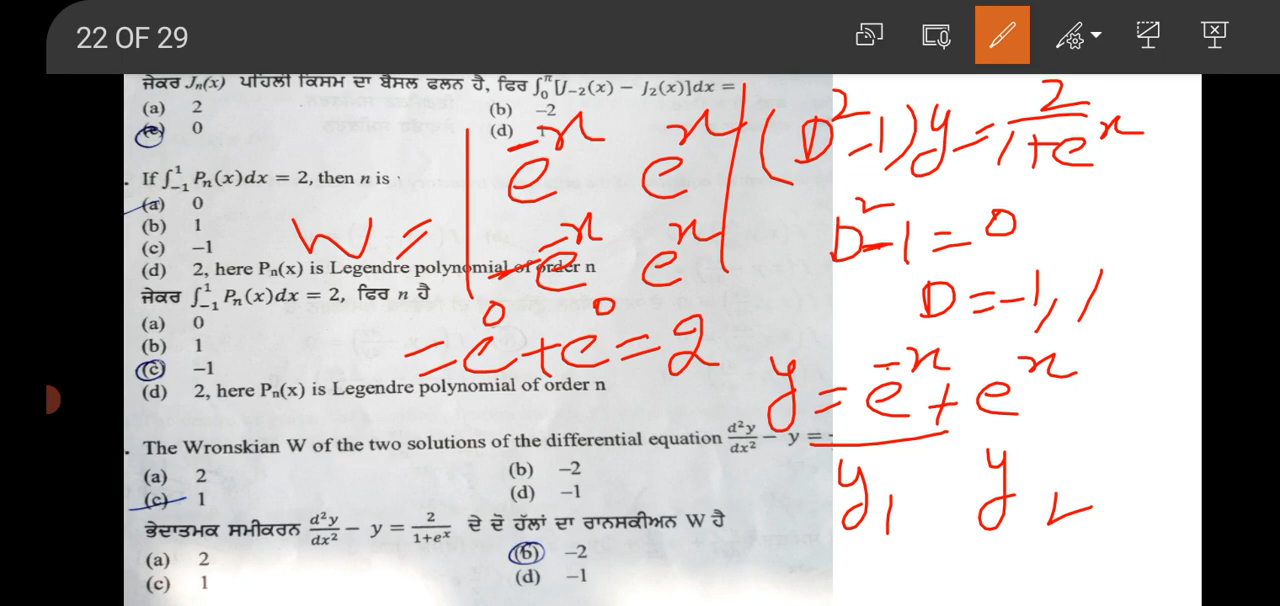 22 OF 29
ਜੇਕਰ Jₙ(x) ਪਹਿਲੀ ਕਿਸਮ ਦਾ ਬੈਸਲ ਫਲਨ ਹੈ, ਫਿਰ ∫₀^π [J₋₂(x) − J₂(x)]dx =
(a) 2 (b) −2
(c) 0 (d) 1
. If ∫₋₁¹ Pₙ(x)dx = 2, then n is
(a) 0
(b) 1
(c) −1
(d) 2, here Pₙ(x) is Legendre polynomial of order n
ਜੇਕਰ ∫₋₁¹ Pₙ(x)dx = 2, ਫਿਰ n ਹੈ
(a) 0
(b) 1
(c) −1
(d) 2, here Pₙ(x) is Legendre polynomial of order n
. The Wronskian W of the two solutions of the differential equation d²y/dx² − y =
(a) 2 (b) −2
(c) 1 (d) −1
ਭੇਦਾਤਮਕ ਸਮੀਕਰਨ d²y/dx² − y = 2/(1+eˣ) ਦੇ ਦੋ ਹੱਲਾਂ ਦਾ ਰਾਨਸਕੀਅਨ W ਹੈ
(a) 2 (b) −2
(c) 1 (d) −1
W = | e⁻ˣ eˣ |
| −e⁻ˣ eˣ |
= e⁰ + e⁰ = 2
(D²−1)y = 2/(1+eˣ)
D²−1 = 0
D = −1, 1
y = e⁻ˣ + eˣ
y₁ y₂